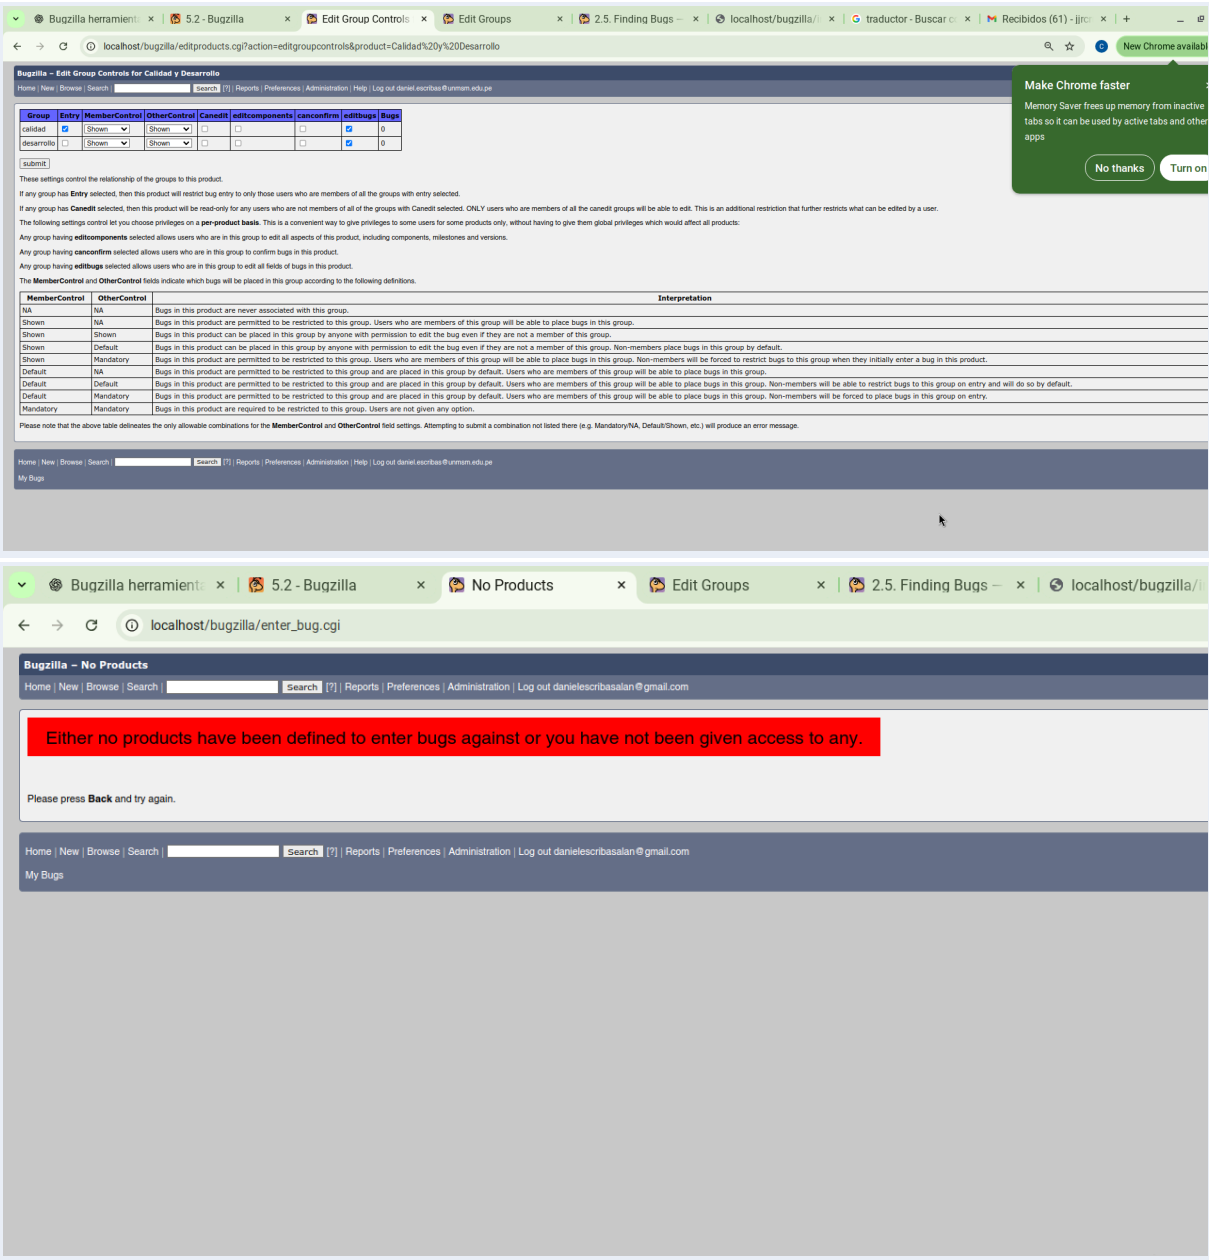 Bugzilla herramient
5.2 - Bugzilla
Edit Group Controls
Edit Groups
2.5. Finding Bugs —
localhost/bugzilla/i
traductor - Buscar c
Recibidos (61) - jjrc
localhost/bugzilla/editproducts.cgi?action=editgroupcontrols&product=Calidad%20y%20Desarrollo
New Chrome availabl
Bugzilla – Edit Group Controls for Calidad y Desarrollo
Home | New | Browse | Search | Search [?] | Reports | Preferences | Administration | Help | Log out daniel.escribas@unmsm.edu.pe
Make Chrome faster
Memory Saver frees up memory from inactive
tabs so it can be used by active tabs and other
apps
No thanks
Turn on
Group Entry MemberControl OtherControl Canedit editcomponents canconfirm editbugs Bugs
calidad Shown Shown 0
desarrollo Shown Shown 0
submit
These settings control the relationship of the groups to this product.
If any group has Entry selected, then this product will restrict bug entry to only those users who are members of all the groups with entry selected.
If any group has Canedit selected, then this product will be read-only for any users who are not members of all of the groups with Canedit selected. ONLY users who are members of all the canedit groups will be able to edit. This is an additional restriction that further restricts what can be edited by a user.
The following settings control let you choose privileges on a per-product basis. This is a convenient way to give privileges to some users for some products only, without having to give them global privileges which would affect all products:
Any group having editcomponents selected allows users who are in this group to edit all aspects of this product, including components, milestones and versions.
Any group having canconfirm selected allows users who are in this group to confirm bugs in this product.
Any group having editbugs selected allows users who are in this group to edit all fields of bugs in this product.
The MemberControl and OtherControl fields indicate which bugs will be placed in this group according to the following definitions.
MemberControl OtherControl Interpretation
NA NA Bugs in this product are never associated with this group.
Shown NA Bugs in this product are permitted to be restricted to this group. Users who are members of this group will be able to place bugs in this group.
Shown Shown Bugs in this product can be placed in this group by anyone with permission to edit the bug even if they are not a member of this group.
Shown Default Bugs in this product can be placed in this group by anyone with permission to edit the bug even if they are not a member of this group. Non-members place bugs in this group by default.
Shown Mandatory Bugs in this product are permitted to be restricted to this group. Users who are members of this group will be able to place bugs in this group. Non-members will be forced to restrict bugs to this group when they initially enter a bug in this product.
Default NA Bugs in this product are permitted to be restricted to this group and are placed in this group by default. Users who are members of this group will be able to place bugs in this group.
Default Default Bugs in this product are permitted to be restricted to this group and are placed in this group by default. Users who are members of this group will be able to place bugs in this group. Non-members will be able to restrict bugs to this group on entry and will do so by default.
Default Mandatory Bugs in this product are permitted to be restricted to this group and are placed in this group by default. Users who are members of this group will be able to place bugs in this group. Non-members will be forced to place bugs in this group on entry.
Mandatory Mandatory Bugs in this product are required to be restricted to this group. Users are not given any option.
Please note that the above table delineates the only allowable combinations for the MemberControl and OtherControl field settings. Attempting to submit a combination not listed there (e.g. Mandatory/NA, Default/Shown, etc.) will produce an error message.
Home | New | Browse | Search | Search [?] | Reports | Preferences | Administration | Help | Log out daniel.escribas@unmsm.edu.pe
My Bugs
Bugzilla herramient
5.2 - Bugzilla
No Products
Edit Groups
2.5. Finding Bugs —
localhost/bugzilla/i
localhost/bugzilla/enter_bug.cgi
Bugzilla – No Products
Home | New | Browse | Search | Search [?] | Reports | Preferences | Administration | Log out danielescribasalan@gmail.com
Either no products have been defined to enter bugs against or you have not been given access to any.
Please press Back and try again.
Home | New | Browse | Search | Search [?] | Reports | Preferences | Administration | Log out danielescribasalan@gmail.com
My Bugs